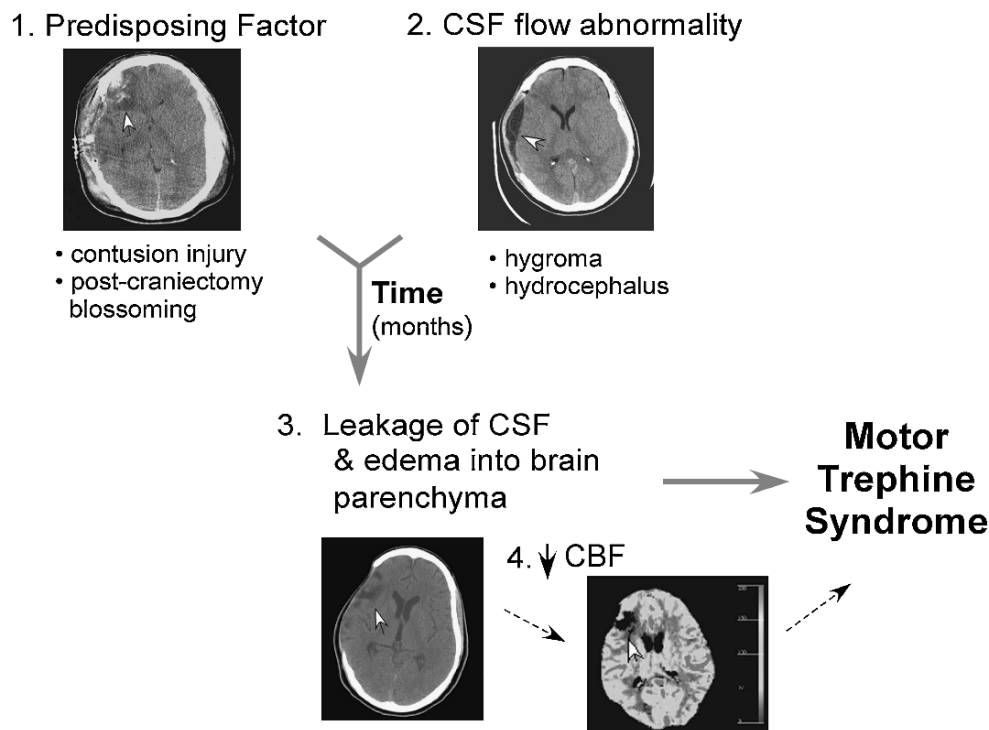 1. Predisposing Factor
2. CSF flow abnormality
• contusion injury
• post-craniectomy
blossoming
• hygroma
• hydrocephalus
Time
(months)
3. Leakage of CSF
& edema into brain
parenchyma
Motor
Trephine
Syndrome
4. ↓ CBF